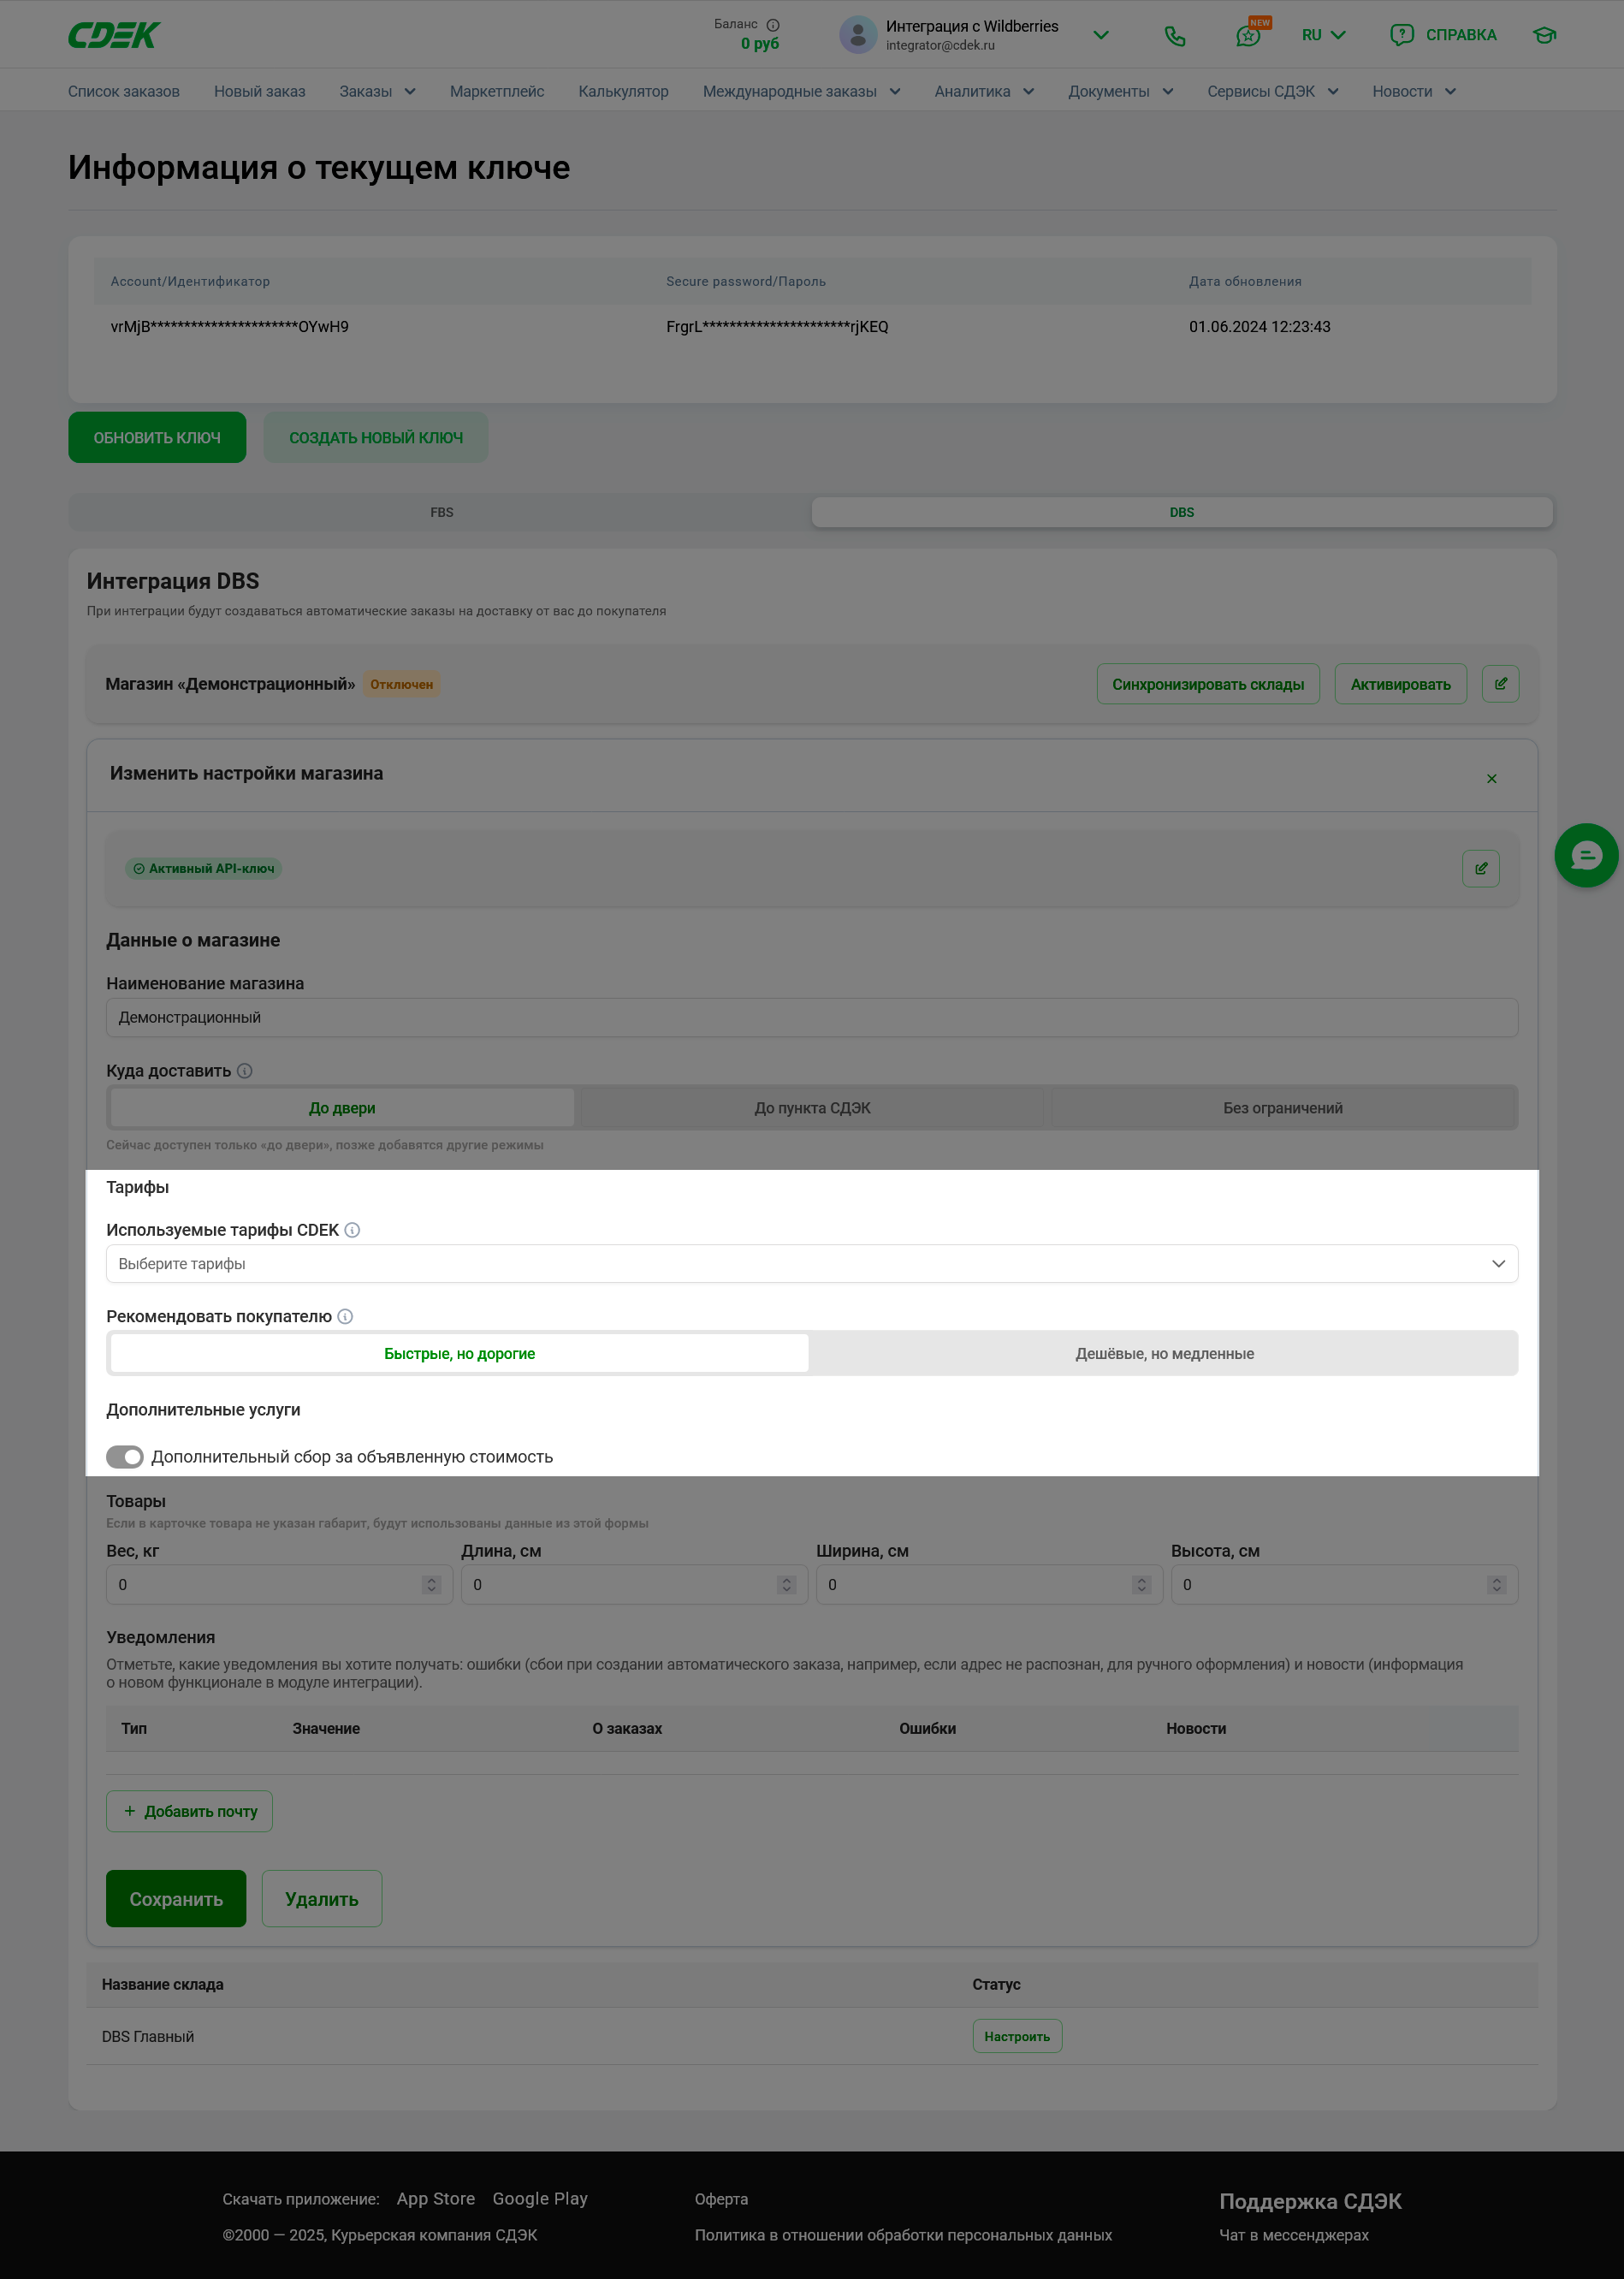 CDEK
Баланс
0 руб
Интеграция с Wildberries
integrator@cdek.ru
NEW
RU
СПРАВКА
Список заказов
Новый заказ
Заказы
Маркетплейс
Калькулятор
Международные заказы
Аналитика
Документы
Сервисы СДЭК
Новости
Информация о текущем ключе
Account/Идентификатор
Secure password/Пароль
Дата обновления
vrMjB**********************OYwH9
FrgrL**********************rjKEQ
01.06.2024 12:23:43
ОБНОВИТЬ КЛЮЧ
СОЗДАТЬ НОВЫЙ КЛЮЧ
FBS
DBS
Интеграция DBS
При интеграции будут создаваться автоматические заказы на доставку от вас до покупателя
Магазин «Демонстрационный»
Отключен
Синхронизировать склады
Активировать
Изменить настройки магазина
Активный API-ключ
Данные о магазине
Наименование магазина
Демонстрационный
Куда доставить
До двери
До пункта СДЭК
Без ограничений
Сейчас доступен только «до двери», позже добавятся другие режимы
Тарифы
Используемые тарифы CDEK
Выберите тарифы
Рекомендовать покупателю
Быстрые, но дорогие
Дешёвые, но медленные
Дополнительные услуги
Дополнительный сбор за объявленную стоимость
Товары
Если в карточке товара не указан габарит, будут использованы данные из этой формы
Вес, кг
Длина, см
Ширина, см
Высота, см
0
0
0
0
Уведомления
Отметьте, какие уведомления вы хотите получать: ошибки (сбои при создании автоматического заказа, например, если адрес не распознан, для ручного оформления) и новости (информация
о новом функционале в модуле интеграции).
Тип
Значение
О заказах
Ошибки
Новости
+ Добавить почту
Сохранить
Удалить
Название склада
Статус
DBS Главный
Настроить
Скачать приложение:
App Store
Google Play
Оферта
Поддержка СДЭК
©2000 — 2025, Курьерская компания СДЭК
Политика в отношении обработки персональных данных
Чат в мессенджерах